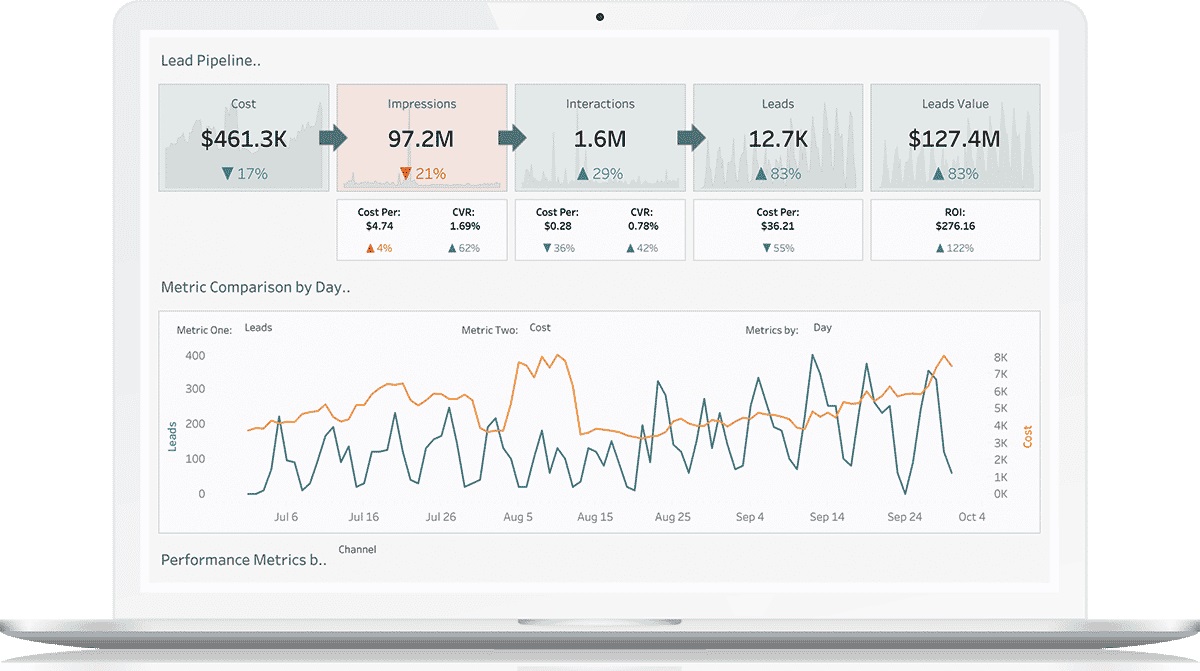 Lead Pipeline..
Cost
$461.3K
▼ 17%
Impressions
97.2M
▼ 21%
Interactions
1.6M
▲ 29%
Leads
12.7K
▲ 83%
Leads Value
$127.4M
▲ 83%
Cost Per: CVR:
$4.74 1.69%
▲ 4% ▲ 62%
Cost Per: CVR:
$0.28 0.78%
▼ 36% ▲ 42%
Cost Per:
$36.21
▼ 55%
ROI:
$276.16
▲ 122%
Metric Comparison by Day..
Metric One: Leads Metric Two: Cost Metrics by: Day
Leads
400
300
200
100
0
8K
7K
6K
5K
4K
3K
2K
1K
0K
Cost
Jul 6 Jul 16 Jul 26 Aug 5 Aug 15 Aug 25 Sep 4 Sep 14 Sep 24 Oct 4
Performance Metrics b.. Channel